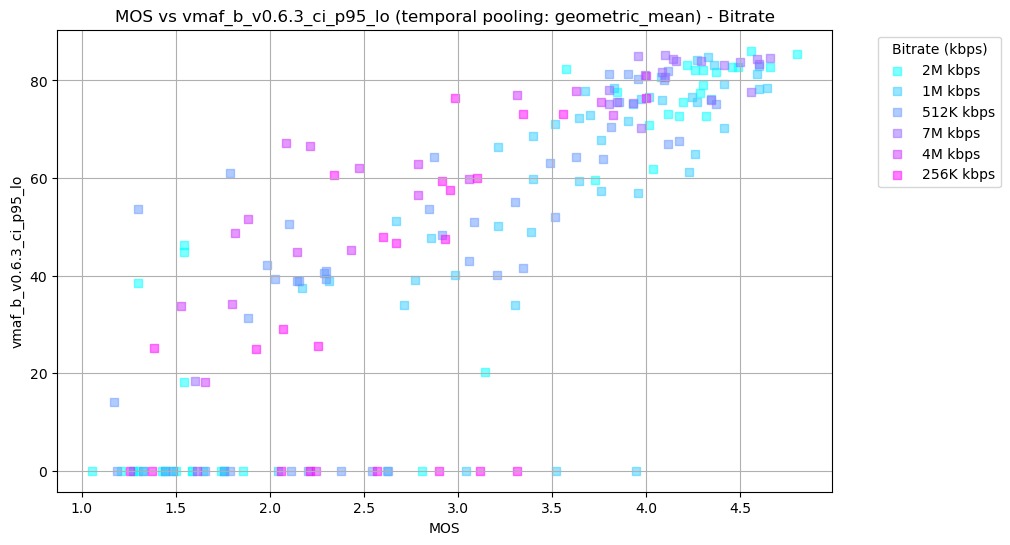 MOS vs vmaf_b_v0.6.3_ci_p95_lo (temporal pooling: geometric_mean) - Bitrate
Bitrate (kbps)
2M kbps
1M kbps
512K kbps
7M kbps
4M kbps
256K kbps
vmaf_b_v0.6.3_ci_p95_lo
80
60
40
20
0
1.0 1.5 2.0 2.5 3.0 3.5 4.0 4.5
MOS